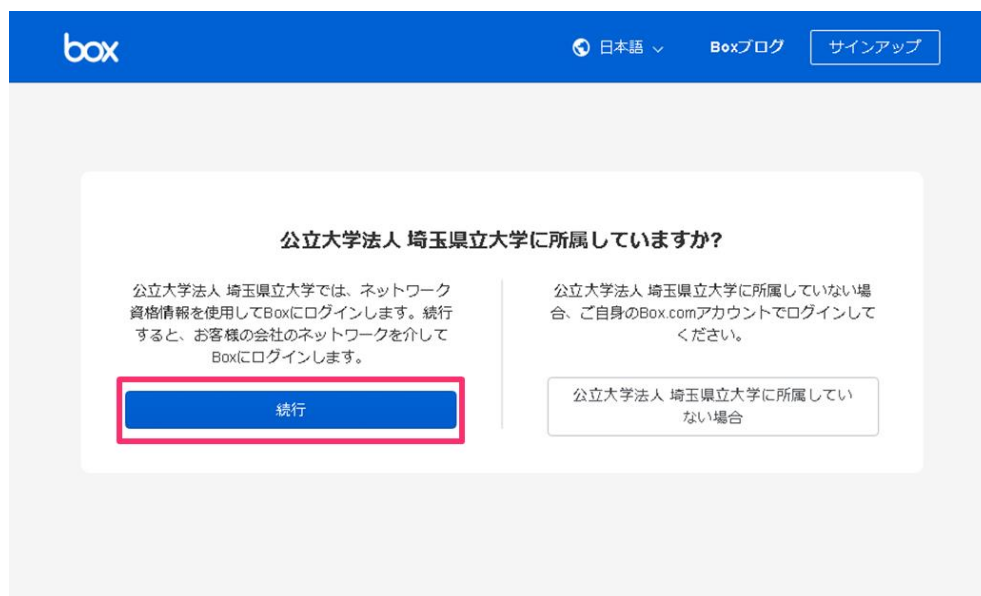 box
日本語
Boxブログ
サインアップ
公立大学法人 埼玉県立大学に所属していますか?
公立大学法人 埼玉県立大学では、ネットワーク
資格情報を使用してBoxにログインします。続行
すると、お客様の会社のネットワークを介して
Boxにログインします。
続行
公立大学法人 埼玉県立大学に所属していない場
合、ご自身のBox.comアカウントでログインして
ください。
公立大学法人 埼玉県立大学に所属してい
ない場合